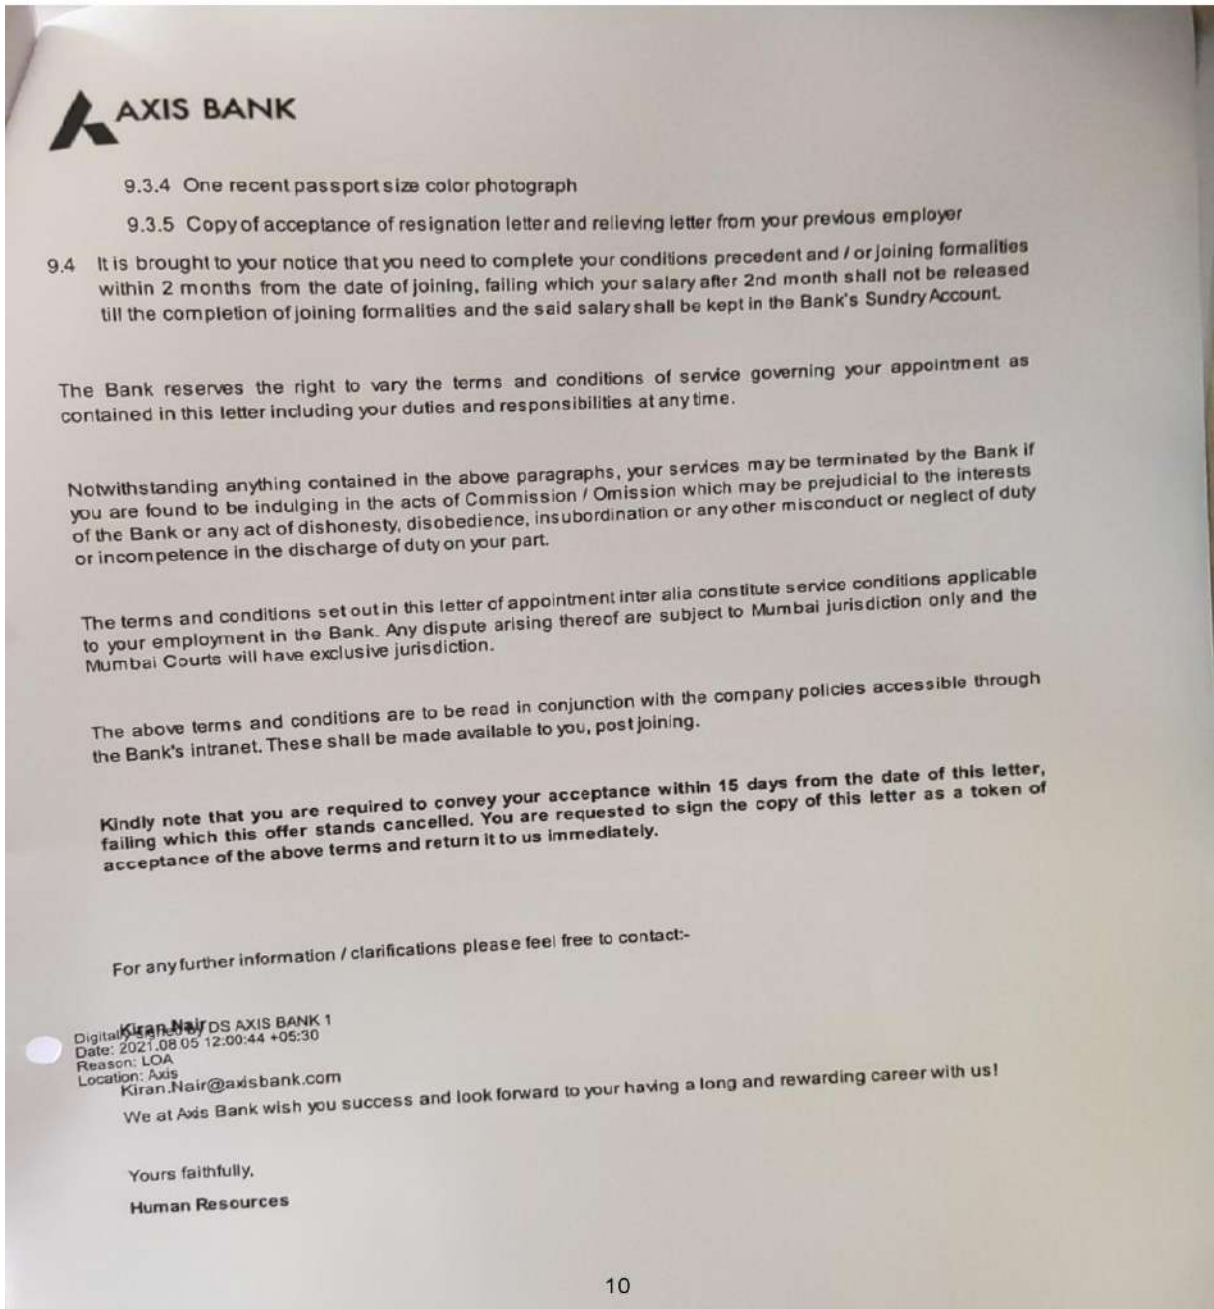 AXIS BANK
9.3.4 One recent passport size color photograph
9.3.5 Copy of acceptance of resignation letter and relieving letter from your previous employer
9.4 It is brought to your notice that you need to complete your conditions precedent and / or joining formalities
within 2 months from the date of joining, failing which your salary after 2nd month shall not be released
till the completion of joining formalities and the said salary shall be kept in the Bank's Sundry Account.
The Bank reserves the right to vary the terms and conditions of service governing your appointment as
contained in this letter including your duties and responsibilities at any time.
Notwithstanding anything contained in the above paragraphs, your services may be terminated by the Bank if
you are found to be indulging in the acts of Commission / Omission which may be prejudicial to the interests
of the Bank or any act of dishonesty, disobedience, insubordination or any other misconduct or neglect of duty
or incompetence in the discharge of duty on your part.
The terms and conditions set out in this letter of appointment inter alia constitute service conditions applicable
to your employment in the Bank. Any dispute arising thereof are subject to Mumbai jurisdiction only and the
Mumbai Courts will have exclusive jurisdiction.
The above terms and conditions are to be read in conjunction with the company policies accessible through
the Bank's intranet. These shall be made available to you, post joining.
Kindly note that you are required to convey your acceptance within 15 days from the date of this letter,
failing which this offer stands cancelled. You are requested to sign the copy of this letter as a token of
acceptance of the above terms and return it to us immediately.
For any further information / clarifications please feel free to contact:-
Kiran Nair
Digitally signed by DS AXIS BANK 1
Date: 2021.08.05 12:00:44 +05:30
Reason: LOA
Location: Axis
Kiran.Nair@axisbank.com
We at Axis Bank wish you success and look forward to your having a long and rewarding career with us!
Yours faithfully,
Human Resources
10